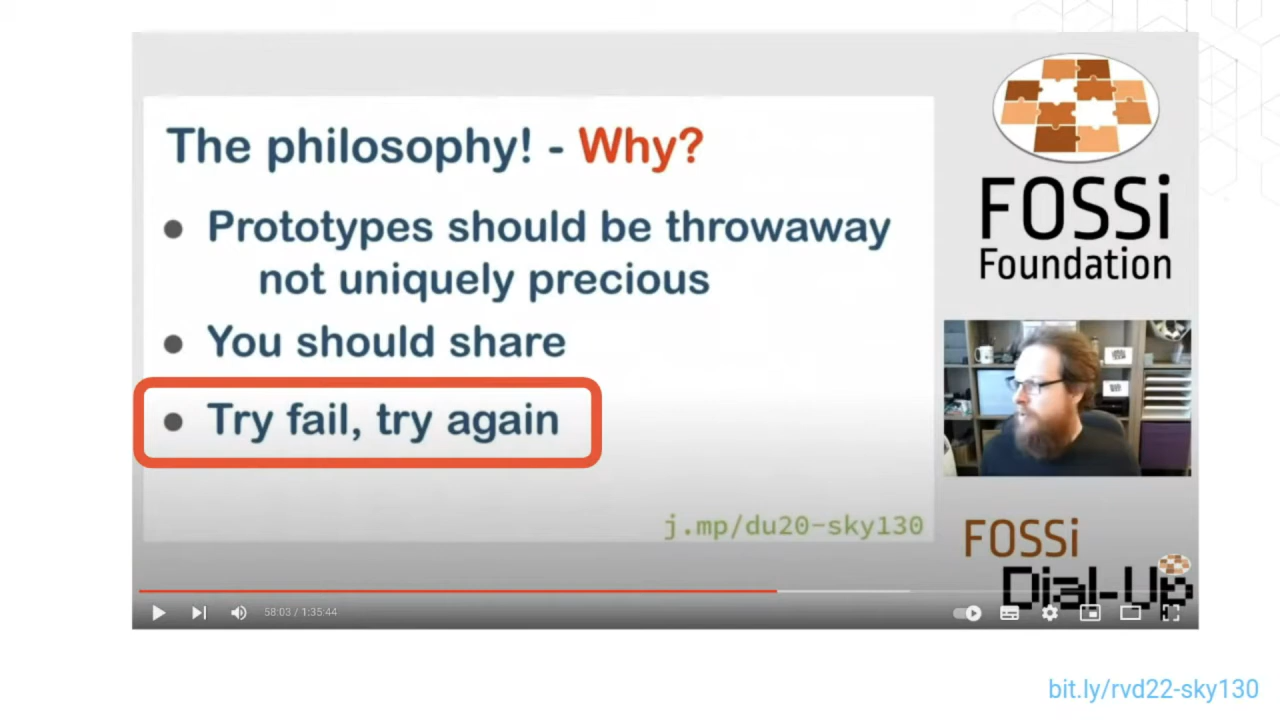 The philosophy! - Why?
● Prototypes should be throwaway
not uniquely precious
● You should share
● Try fail, try again
j.mp/du20-sky130
FOSSi
Foundation
FOSSi
Dial-Up
58:03 / 1:35:44
bit.ly/rvd22-sky130